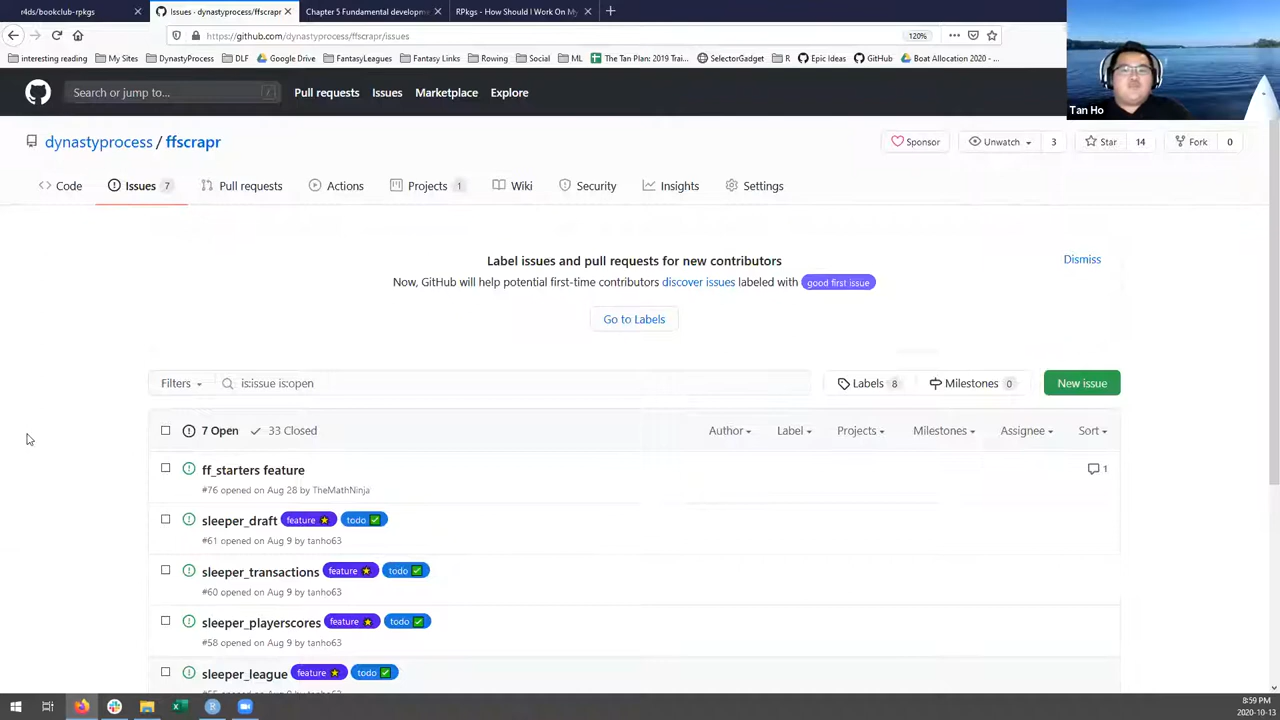 r4ds/bookclub-rpkgs
Issues · dynastyprocess/ffscrapr
Chapter 5 Fundamental developm
RPkgs - How Should I Work On My
https://github.com/dynastyprocess/ffscrapr/issues
120%
interesting reading
My Sites
DynastyProcess
DLF
Google Drive
FantasyLeagues
Fantasy Links
Rowing
Social
ML
The Tan Plan: 2019 Trai...
SelectorGadget
R
Epic Ideas
GitHub
Boat Allocation 2020 - ...
Tan Ho
Search or jump to...
/
Pull requests
Issues
Marketplace
Explore
dynastyprocess / ffscrapr
Sponsor
Unwatch
3
Star
14
Fork
0
Code
Issues 7
Pull requests
Actions
Projects 1
Wiki
Security
Insights
Settings
Label issues and pull requests for new contributors
Dismiss
Now, GitHub will help potential first-time contributors discover issues labeled with good first issue
Go to Labels
Filters
is:issue is:open
Labels 8
Milestones 0
New issue
7 Open
33 Closed
Author
Label
Projects
Milestones
Assignee
Sort
ff_starters feature
1
#76 opened on Aug 28 by TheMathNinja
sleeper_draft feature todo
#61 opened on Aug 9 by tanho63
sleeper_transactions feature todo
#60 opened on Aug 9 by tanho63
sleeper_playerscores feature todo
#58 opened on Aug 9 by tanho63
sleeper_league feature todo
8:59 PM
2020-10-13